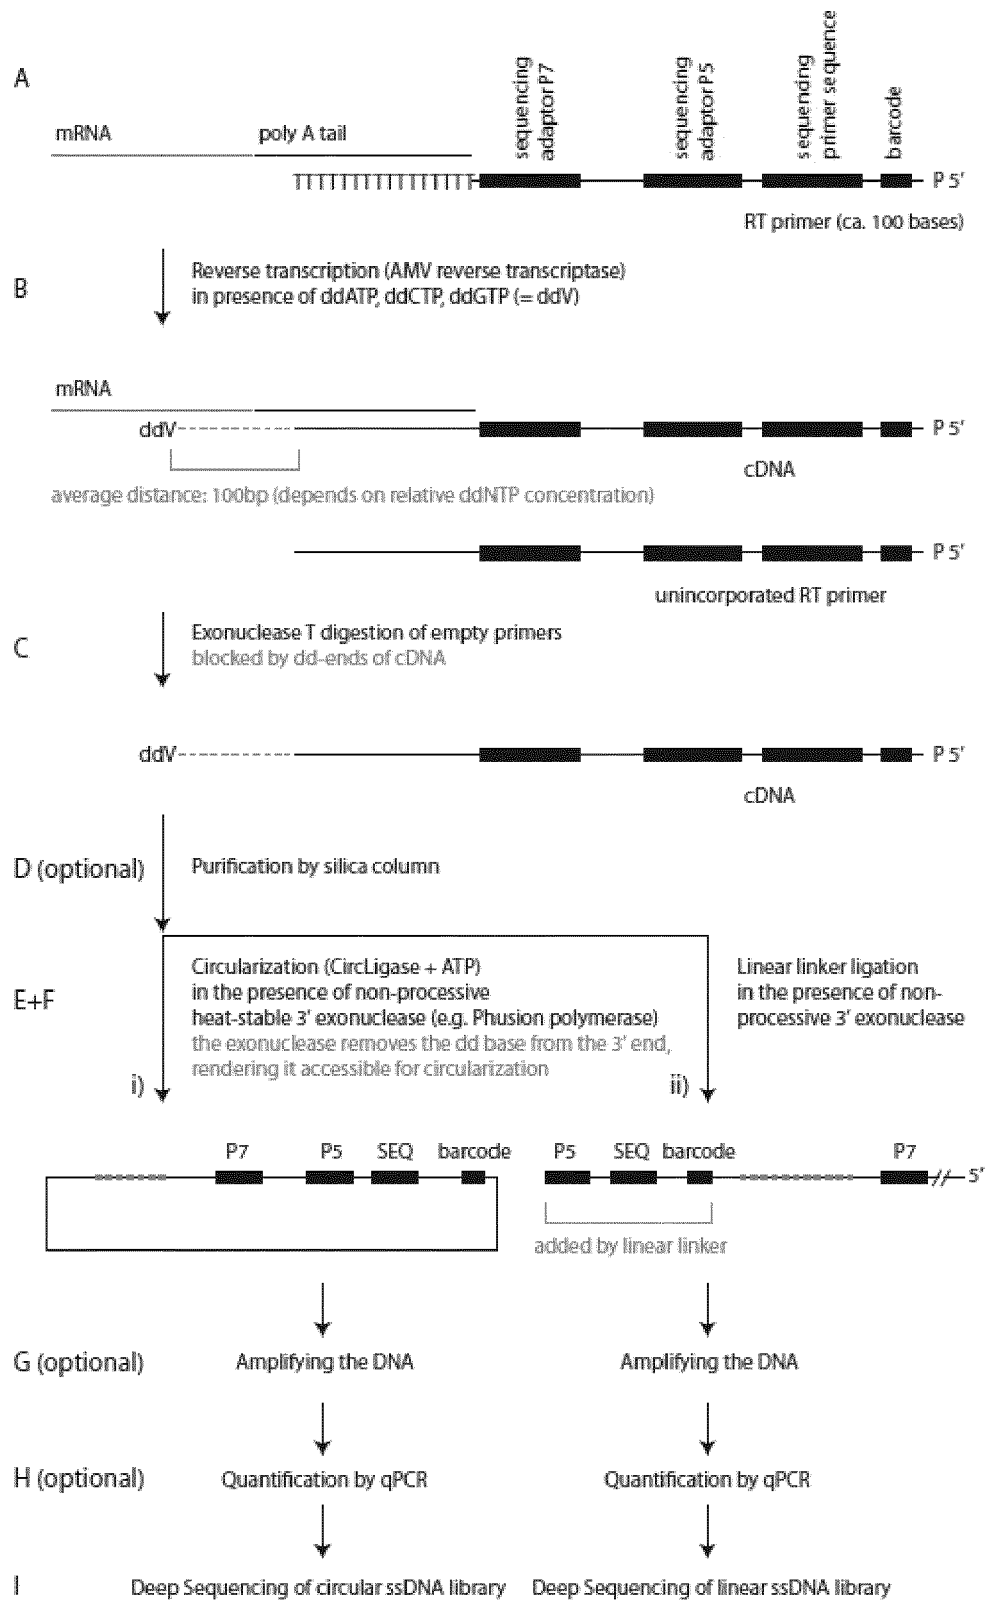 A
mRNA
poly A tail
sequencing
adaptor P7
sequencing
adaptor P5
sequending
primer sequence
barcode
TTTTTTTTTTTTTTTT
P 5'
RT primer (ca. 100 bases)
B
Reverse transcription (AMV reverse transcriptase)
in presence of ddATP, ddCTP, ddGTP (= ddV)
mRNA
ddV
P 5'
cDNA
average distance: 100bp (depends on relative ddNTP concentration)
P 5'
unincorporated RT primer
C
Exonuclease T digestion of empty primers
blocked by dd-ends of cDNA
ddV
P 5'
cDNA
D (optional)
Purification by silica column
E+F
Circularization (CircLigase + ATP)
in the presence of non-processive
heat-stable 3' exonuclease (e.g. Phusion polymerase)
the exonuclease removes the dd base from the 3' end,
rendering it accessible for circularization
i)
Linear linker ligation
in the presence of non-
processive 3' exonuclease
ii)
P7 P5 SEQ barcode
P5 SEQ barcode P7
5'
added by linear linker
G (optional)
Amplifying the DNA
Amplifying the DNA
H (optional)
Quantification by qPCR
Quantification by qPCR
I
Deep Sequencing of circular ssDNA library
Deep Sequencing of linear ssDNA library